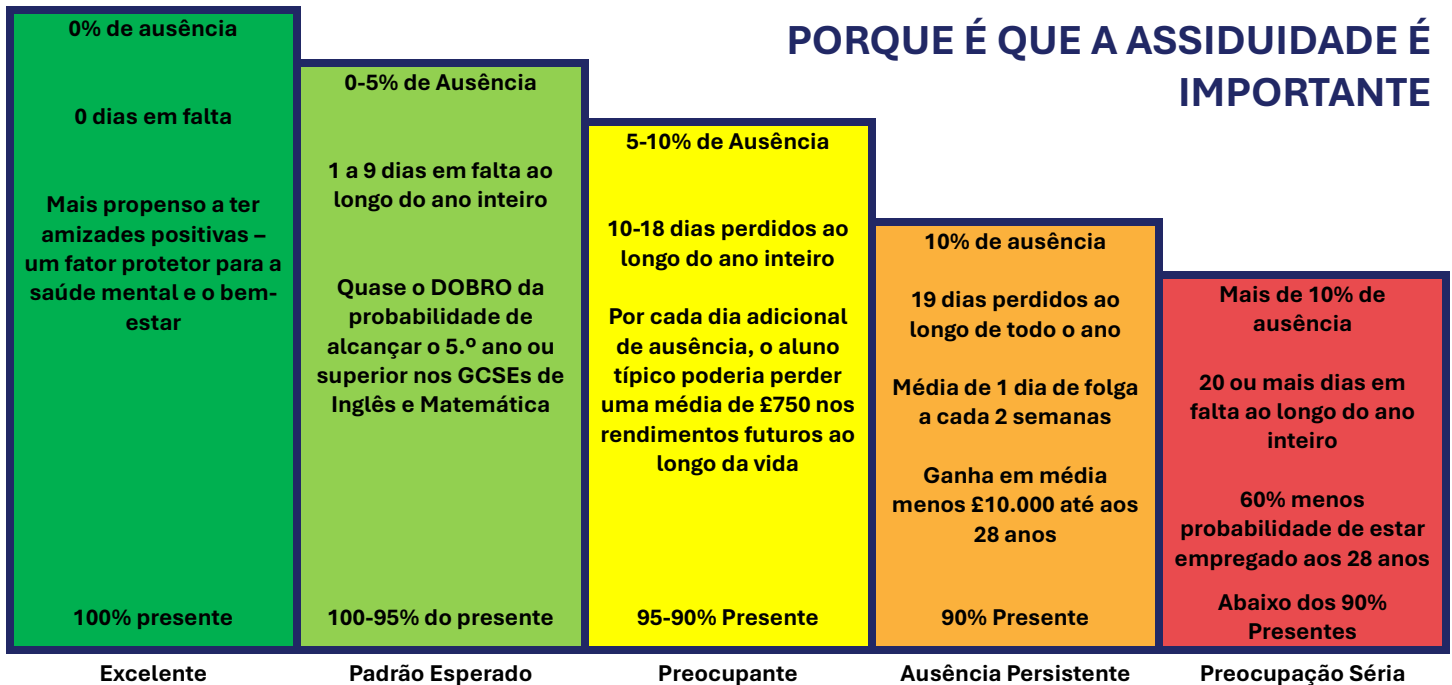 PORQUE É QUE A ASSIDUIDADE É
IMPORTANTE
0% de ausência
0 dias em falta
Mais propenso a ter
amizades positivas –
um fator protetor para a
saúde mental e o bem-
estar
100% presente
Excelente
0-5% de Ausência
1 a 9 dias em falta ao
longo do ano inteiro
Quase o DOBRO da
probabilidade de
alcançar o 5.º ano ou
superior nos GCSEs de
Inglês e Matemática
100-95% do presente
Padrão Esperado
5-10% de Ausência
10-18 dias perdidos ao
longo do ano inteiro
Por cada dia adicional
de ausência, o aluno
típico poderia perder
uma média de £750 nos
rendimentos futuros ao
longo da vida
95-90% Presente
Preocupante
10% de ausência
19 dias perdidos ao
longo de todo o ano
Média de 1 dia de folga
a cada 2 semanas
Ganha em média
menos £10.000 até aos
28 anos
90% Presente
Ausência Persistente
Mais de 10% de
ausência
20 ou mais dias em
falta ao longo do ano
inteiro
60% menos
probabilidade de estar
empregado aos 28 anos
Abaixo dos 90%
Presentes
Preocupação Séria